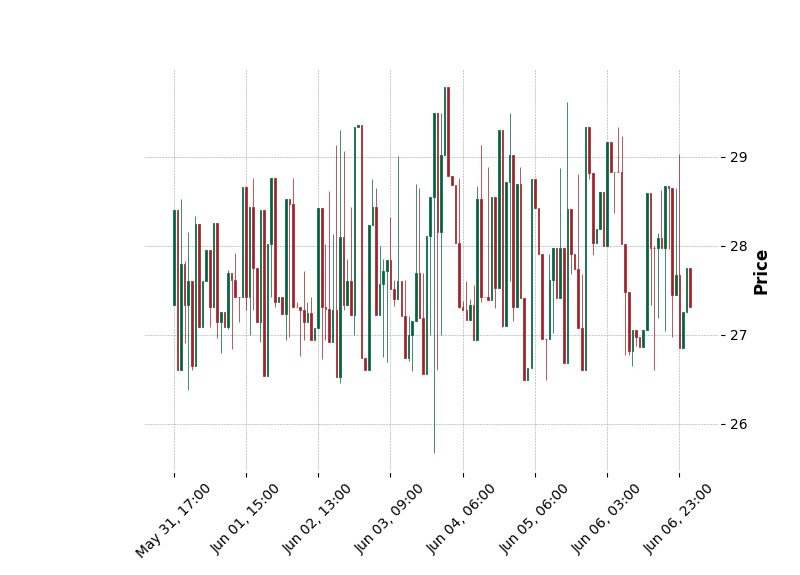 29
28
27
26
Price
May 31, 17:00
Jun 01, 15:00
Jun 02, 13:00
Jun 03, 09:00
Jun 04, 06:00
Jun 05, 06:00
Jun 06, 03:00
Jun 06, 23:00